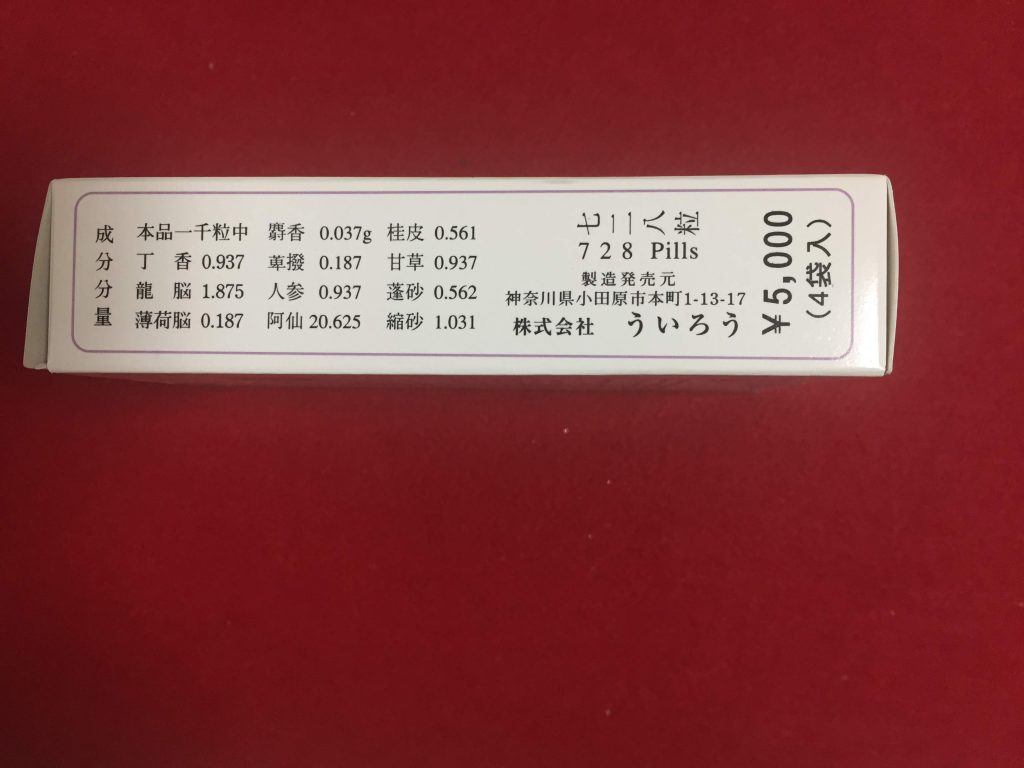 成分分量
本品一千粒中 麝香 0.037g 桂皮 0.561
丁香 0.937 蓽撥 0.187 甘草 0.937
龍脳 1.875 人参 0.937 蓬砂 0.562
薄荷脳 0.187 阿仙 20.625 縮砂 1.031
七二八粒
728 Pills
製造発売元
神奈川県小田原市本町1-13-17
株式会社 ういろう
¥5,000
(4袋入)